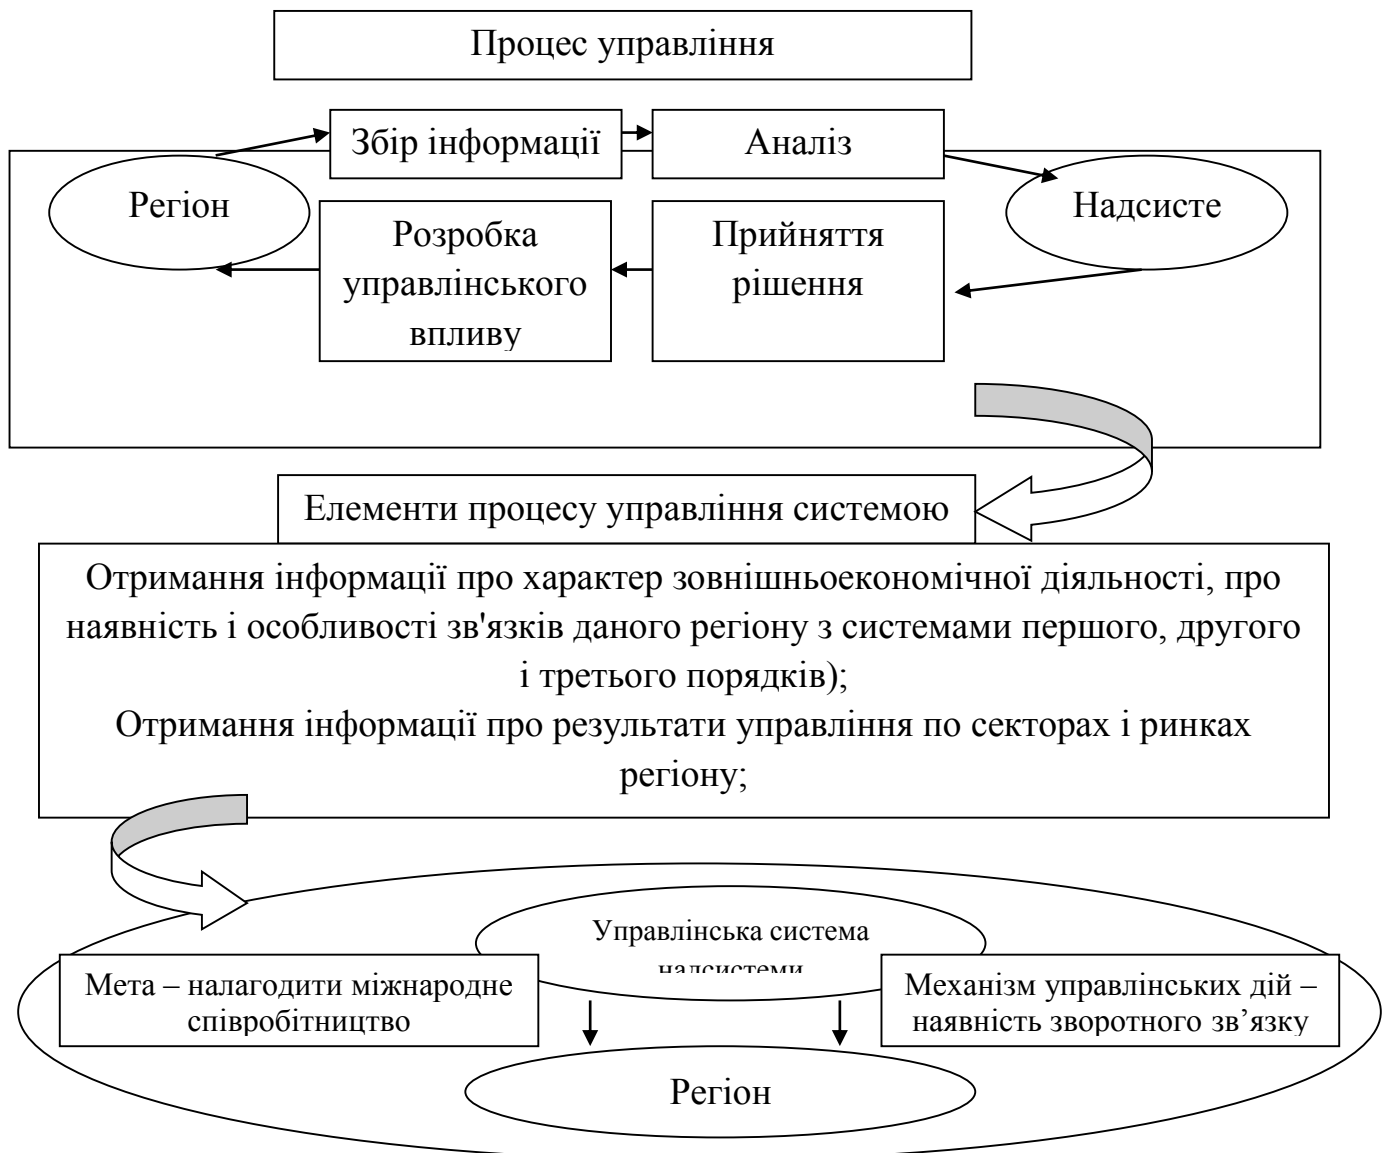 Процес управління
Збір інформації
Аналіз
Регіон
Надсисте
Розробка
управлінського
впливу
Прийняття
рішення
Елементи процесу управління системою
Отримання інформації про характер зовнішньоекономічної діяльності, про
наявність і особливості зв'язків даного регіону з системами першого, другого
і третього порядків);
Отримання інформації про результати управління по секторах і ринках
регіону;
Управлінська система
надсистеми
Мета – налагодити міжнародне
співробітництво
Механізм управлінських дій –
наявність зворотного зв’язку
Регіон